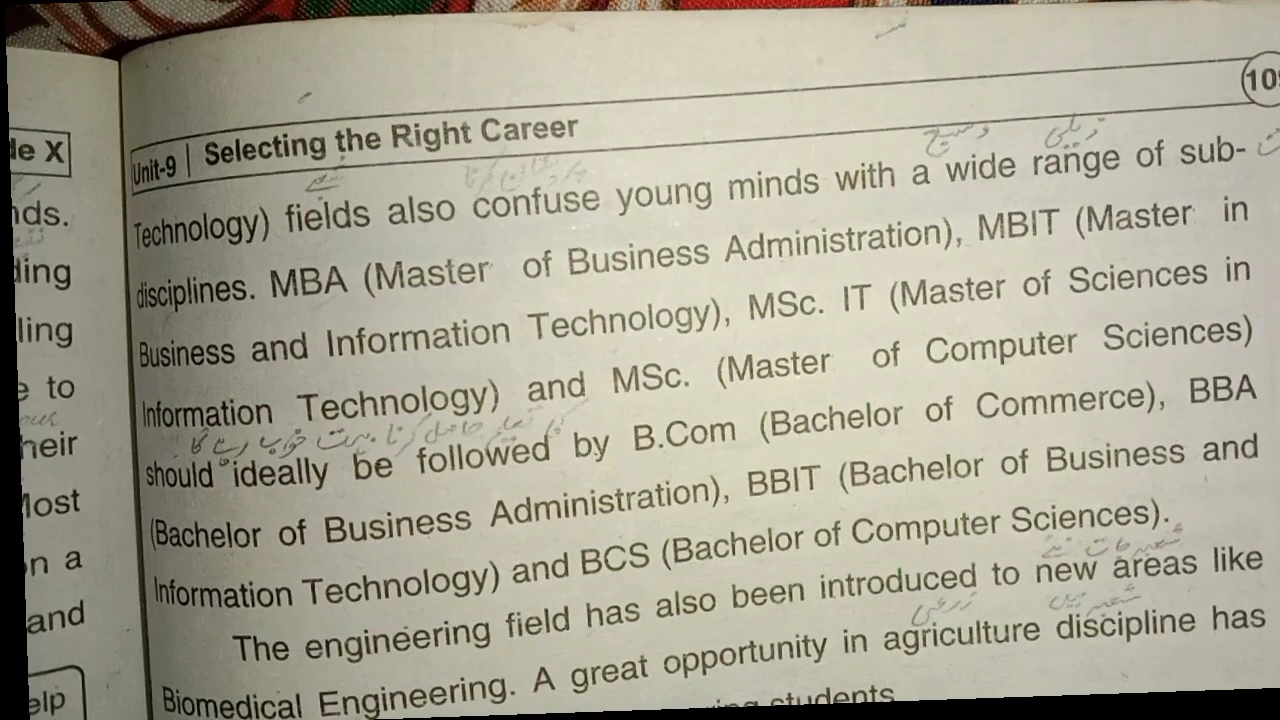 de X
nds.
ding
ling
e to
heir
Most
on a
and
elp
Unit-9 | Selecting the Right Career
Technology) fields also confuse young minds with a wide range of sub-
disciplines. MBA (Master of Business Administration), MBIT (Master in
Business and Information Technology), MSc. IT (Master of Sciences in
Information Technology) and MSc. (Master of Computer Sciences)
should ideally be followed by B.Com (Bachelor of Commerce), BBA
(Bachelor of Business Administration), BBIT (Bachelor of Business and
Information Technology) and BCS (Bachelor of Computer Sciences).
The engineering field has also been introduced to new areas like
Biomedical Engineering. A great opportunity in agriculture discipline has
students